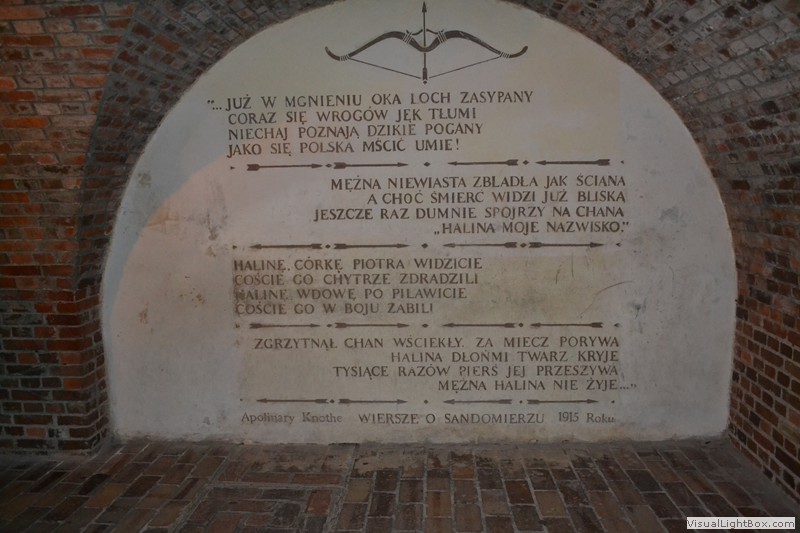 "...JUŻ W MGNIENIU OKA LOCH ZASYPANY
CORAZ SIĘ WROGÓW JĘK TŁUMI
NIECHAJ POZNAJĄ DZIKIE POGANY
JAKO SIĘ POLSKA MŚCIĆ UMIE!
MĘŻNA NIEWIASTA ZBLADŁA JAK ŚCIANA
A CHOĆ ŚMIERĆ WIDZI JUŻ BLISKĄ
JESZCZE RAZ DUMNIE SPOJRZY NA CHANA
„HALINA MOJE NAZWISKO."
HALINĘ, CÓRKĘ PIOTRA WIDZICIE
COŚCIE GO CHYTRZE ZDRADZILI
HALINĘ WDOWĘ PO PILAWICIE
COŚCIE GO W BOJU ZABILI
ZGRZYTNĄŁ CHAN WŚCIEKŁY, ZA MIECZ PORYWA
HALINA DŁOŃMI TWARZ KRYJE
TYSIĄCE RAZÓW PIERŚ JEJ PRZESZYWA
MĘŻNA HALINA NIE ŻYJE..."
Apolinary Knothe WIERSZE O SANDOMIERZU 1915 Roku
VisualLightBox.com